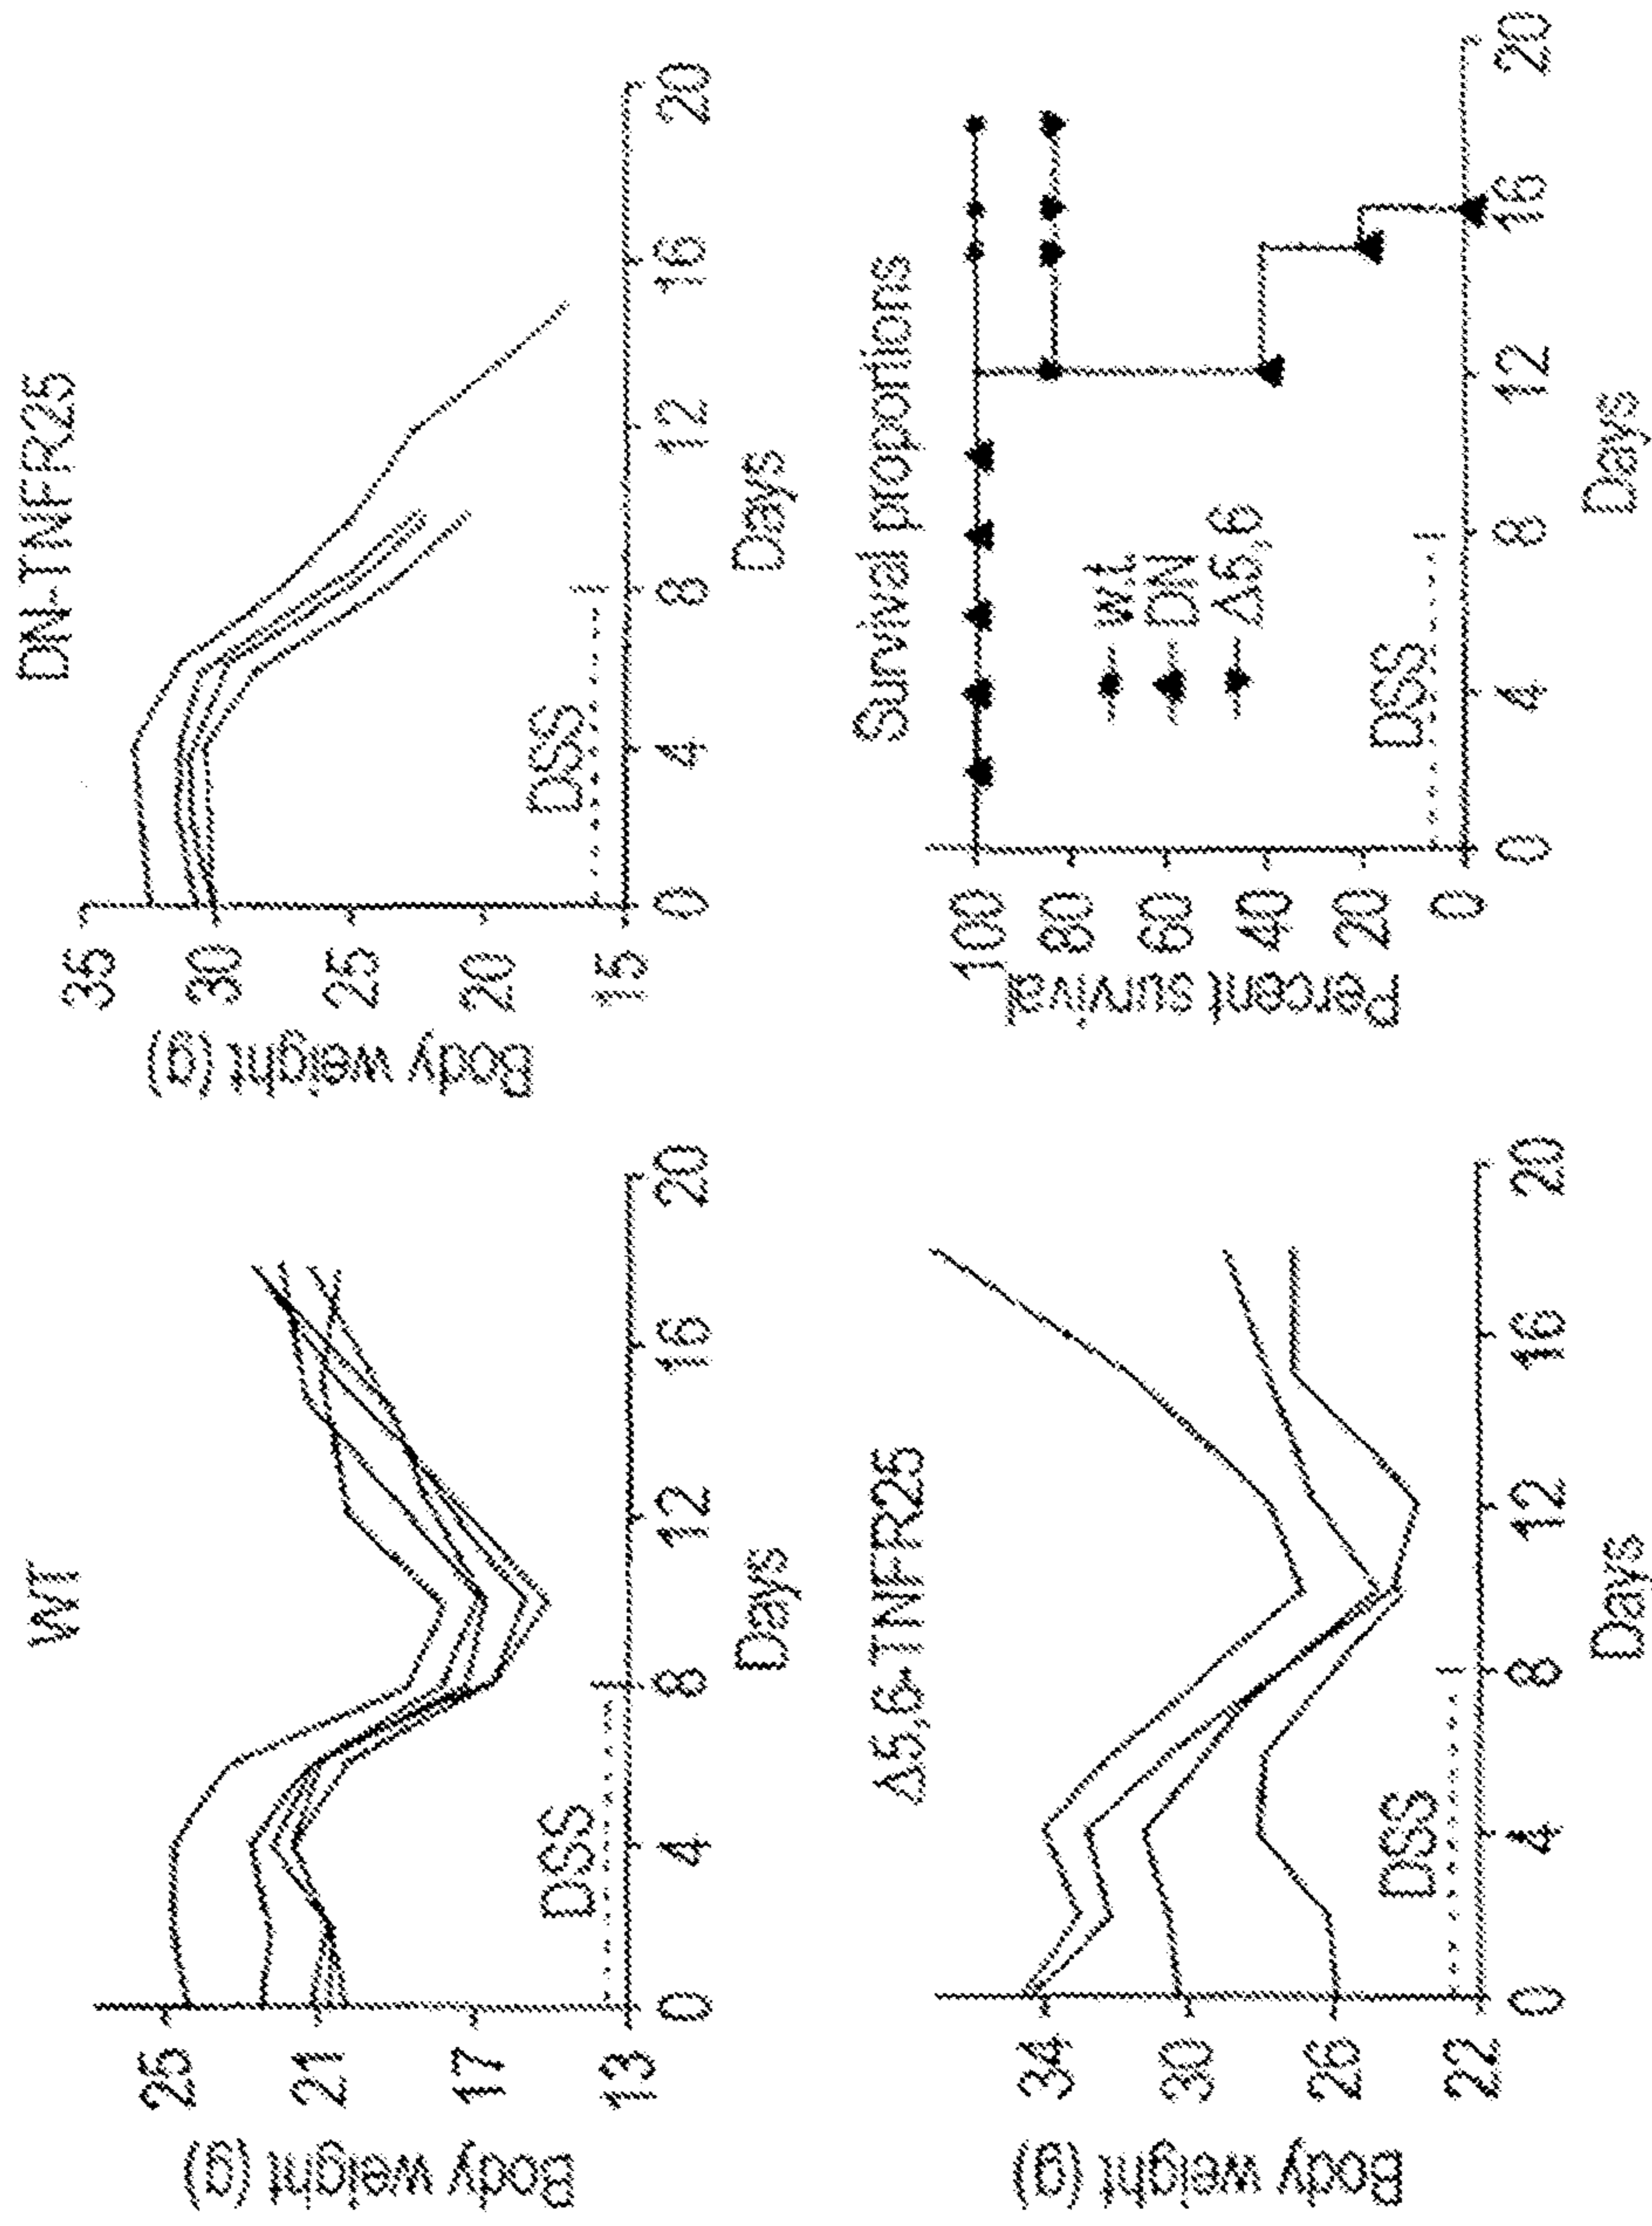 WT
Body weight (g)
25
21
17
13
DSS
0
4
8
12
16
20
Days
DN-TNFR25
Body weight (g)
35
30
25
20
15
DSS
0
4
8
12
16
20
Days
Δ5,6-TNFR25
Body weight (g)
34
30
26
22
DSS
0
4
8
12
16
20
Days
Survival proportions
Percent survival
100
80
60
40
20
0
w.t
DN
Δ5,6
DSS
0
4
8
12
16
20
Days